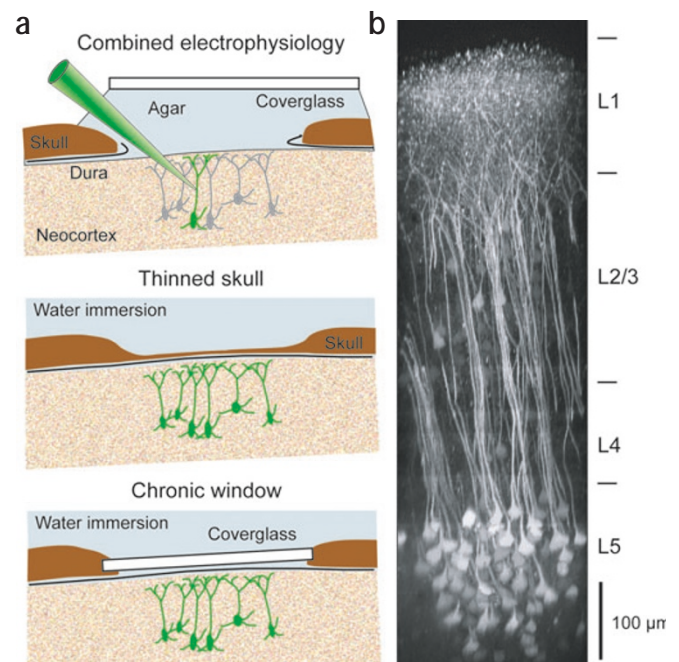 a
Combined electrophysiology
Agar
Coverglass
Skull
Dura
Neocortex
Thinned skull
Water immersion
Skull
Chronic window
Water immersion
Coverglass
b
L1
L2/3
L4
L5
100 µm